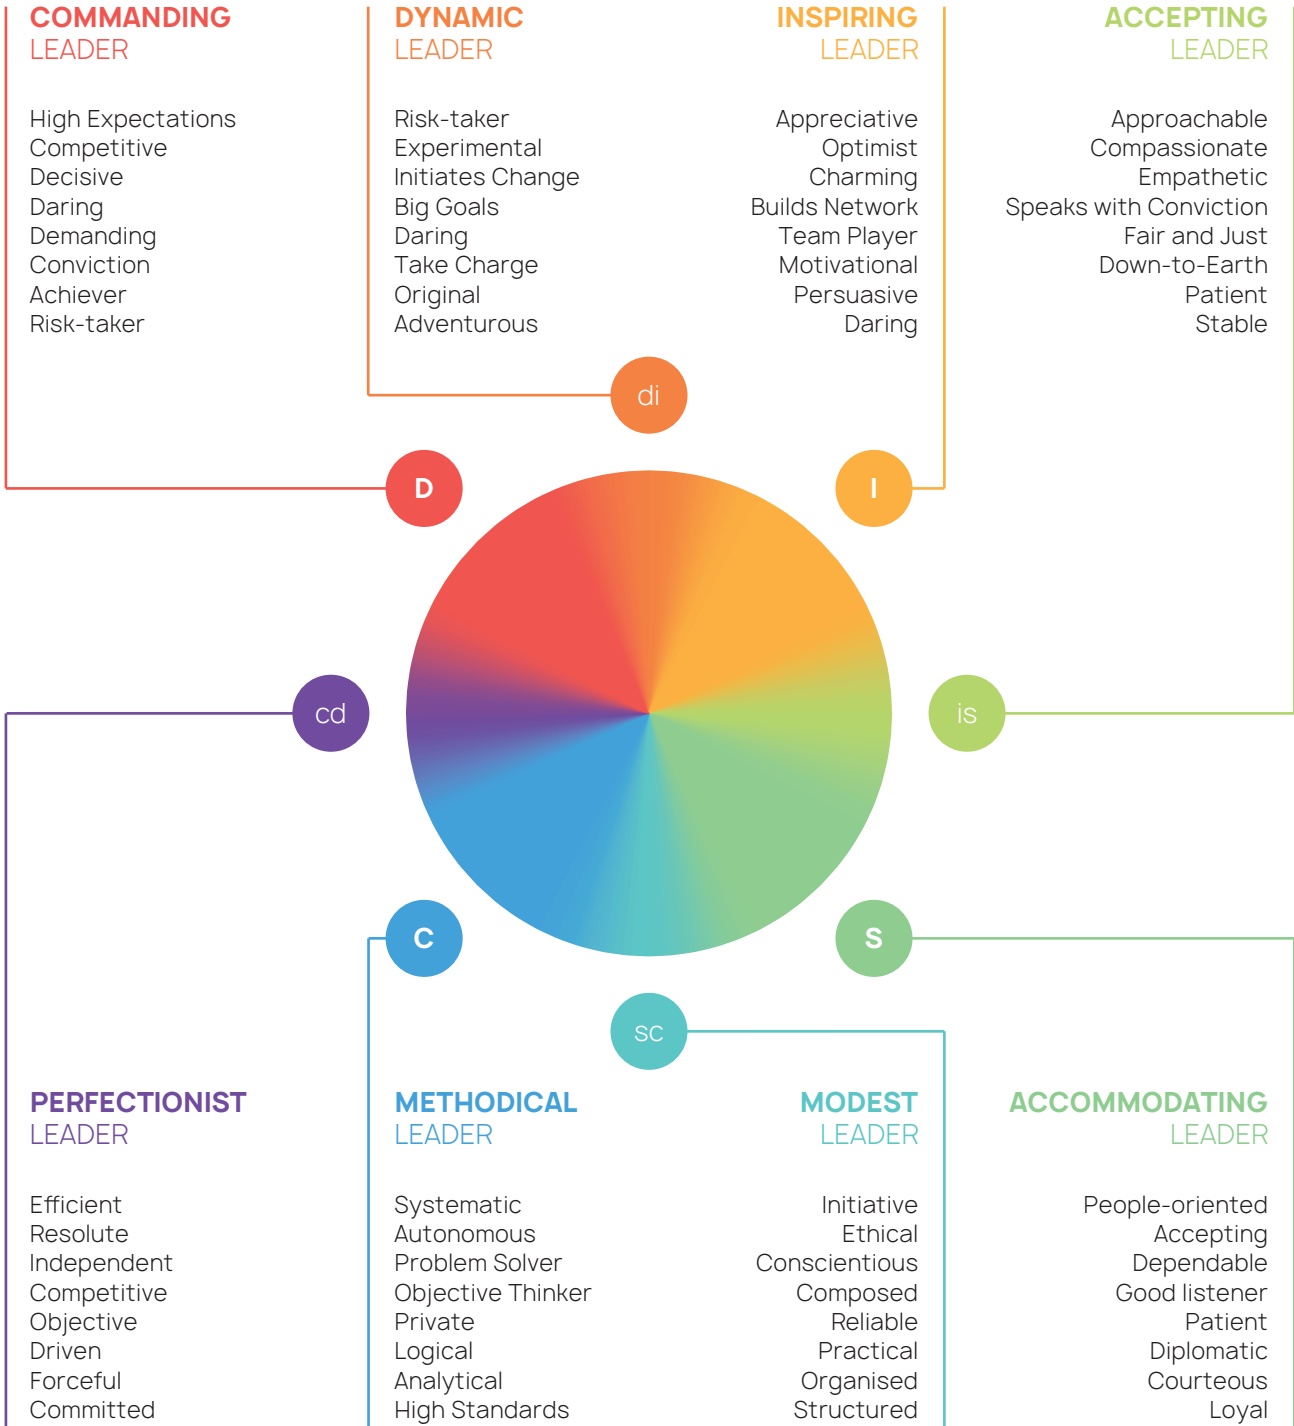 COMMANDING
LEADER
High Expectations
Competitive
Decisive
Daring
Demanding
Conviction
Achiever
Risk-taker
DYNAMIC
LEADER
Risk-taker
Experimental
Initiates Change
Big Goals
Daring
Take Charge
Original
Adventurous
INSPIRING
LEADER
Appreciative
Optimist
Charming
Builds Network
Team Player
Motivational
Persuasive
Daring
ACCEPTING
LEADER
Approachable
Compassionate
Empathetic
Speaks with Conviction
Fair and Just
Down-to-Earth
Patient
Stable
di
D
I
cd
is
C
S
sc
PERFECTIONIST
LEADER
Efficient
Resolute
Independent
Competitive
Objective
Driven
Forceful
Committed
METHODICAL
LEADER
Systematic
Autonomous
Problem Solver
Objective Thinker
Private
Logical
Analytical
High Standards
MODEST
LEADER
Initiative
Ethical
Conscientious
Composed
Reliable
Practical
Organised
Structured
ACCOMMODATING
LEADER
People-oriented
Accepting
Dependable
Good listener
Patient
Diplomatic
Courteous
Loyal